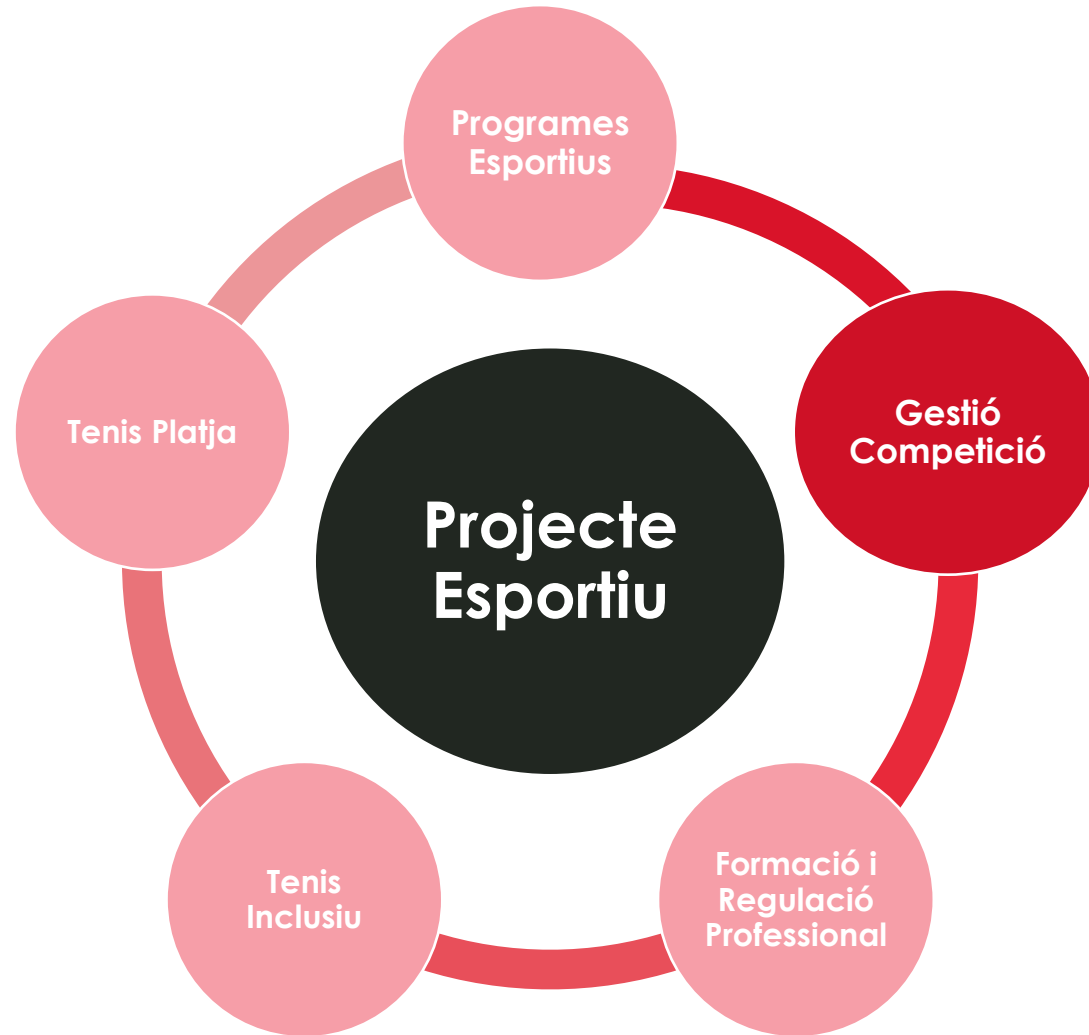 Programes
Esportius
Gestió
Competició
Formació i
Regulació
Professional
Tenis
Inclusiu
Tenis Platja
Projecte
Esportiu